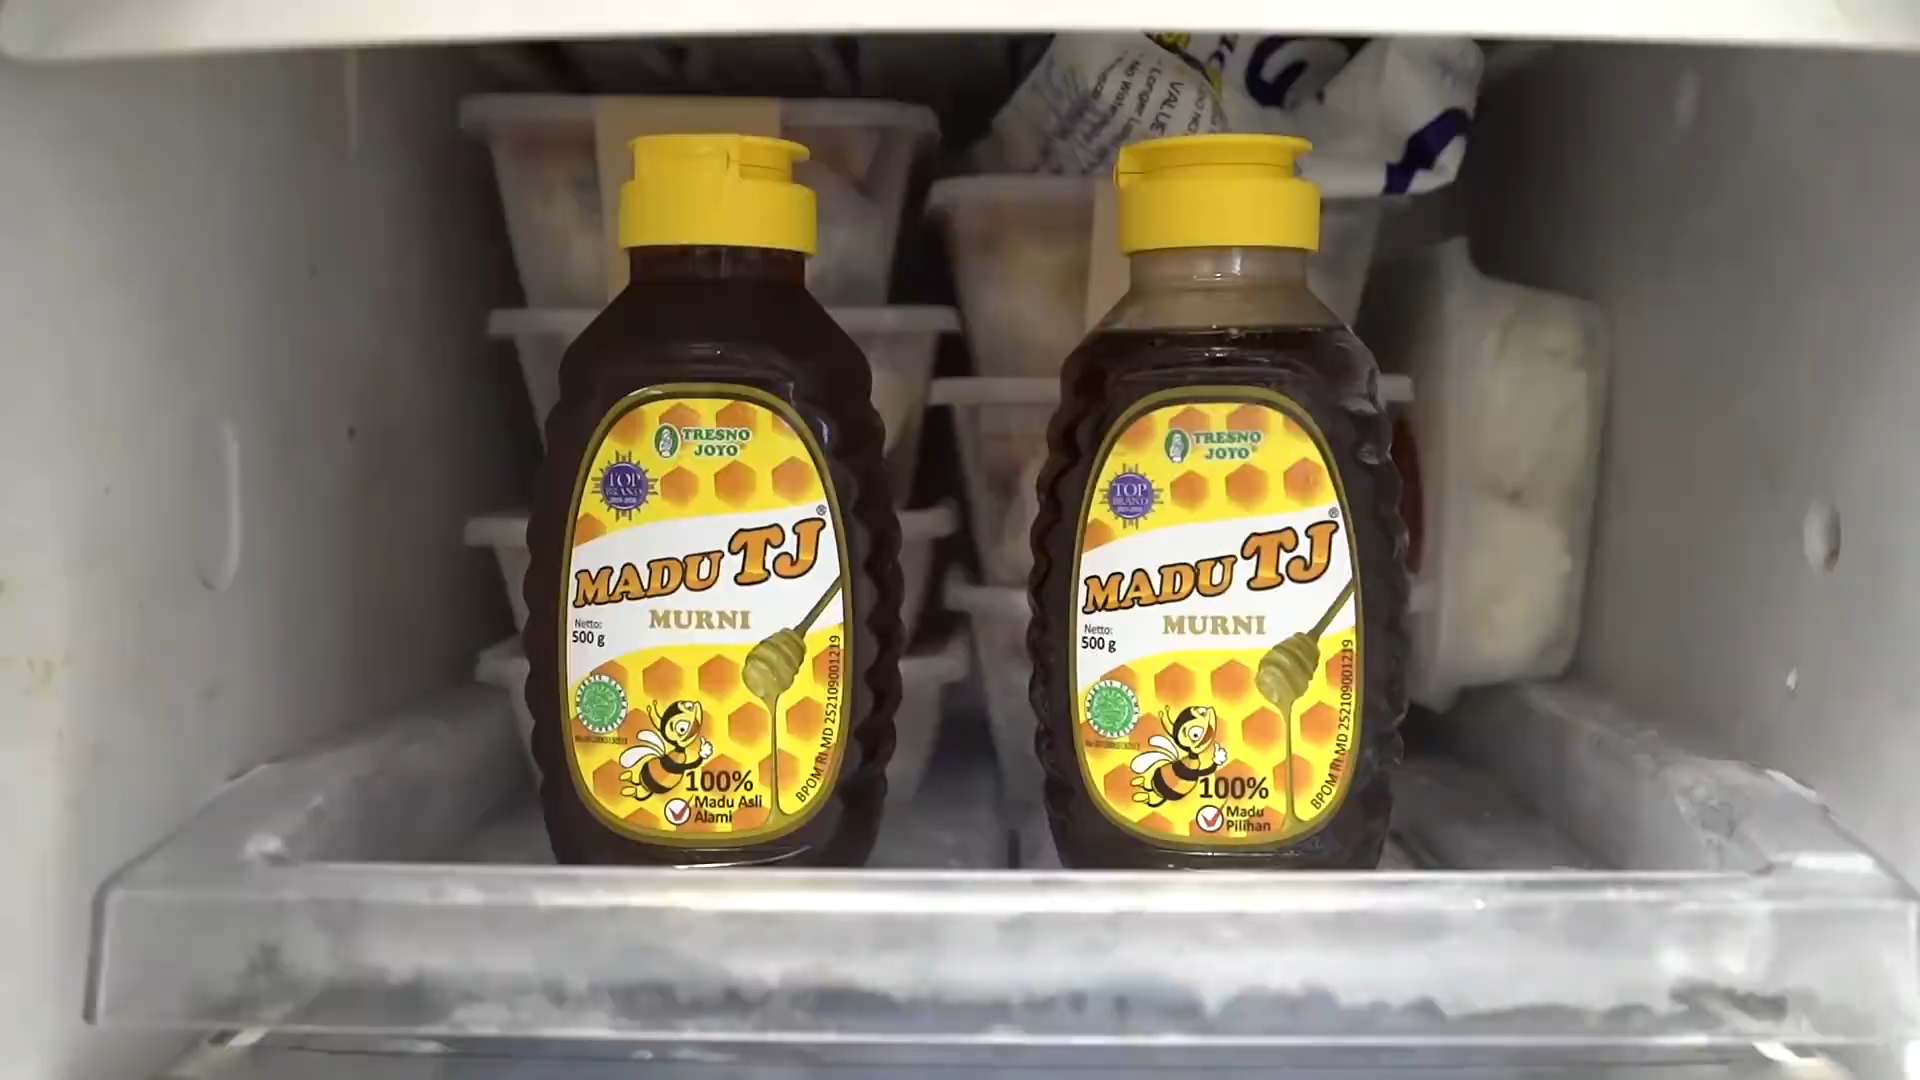 VALUE
TRESNO
JOYO
TOP
BRAND
MADU TJ®
MURNI
Netto:
500 g
100%
Madu Asli
Alami
BPOM RI MD 252109001219
TRESNO
JOYO
TOP
BRAND
MADU TJ®
MURNI
Netto:
500 g
100%
Madu
Pilihan
BPOM RI MD 252109001219